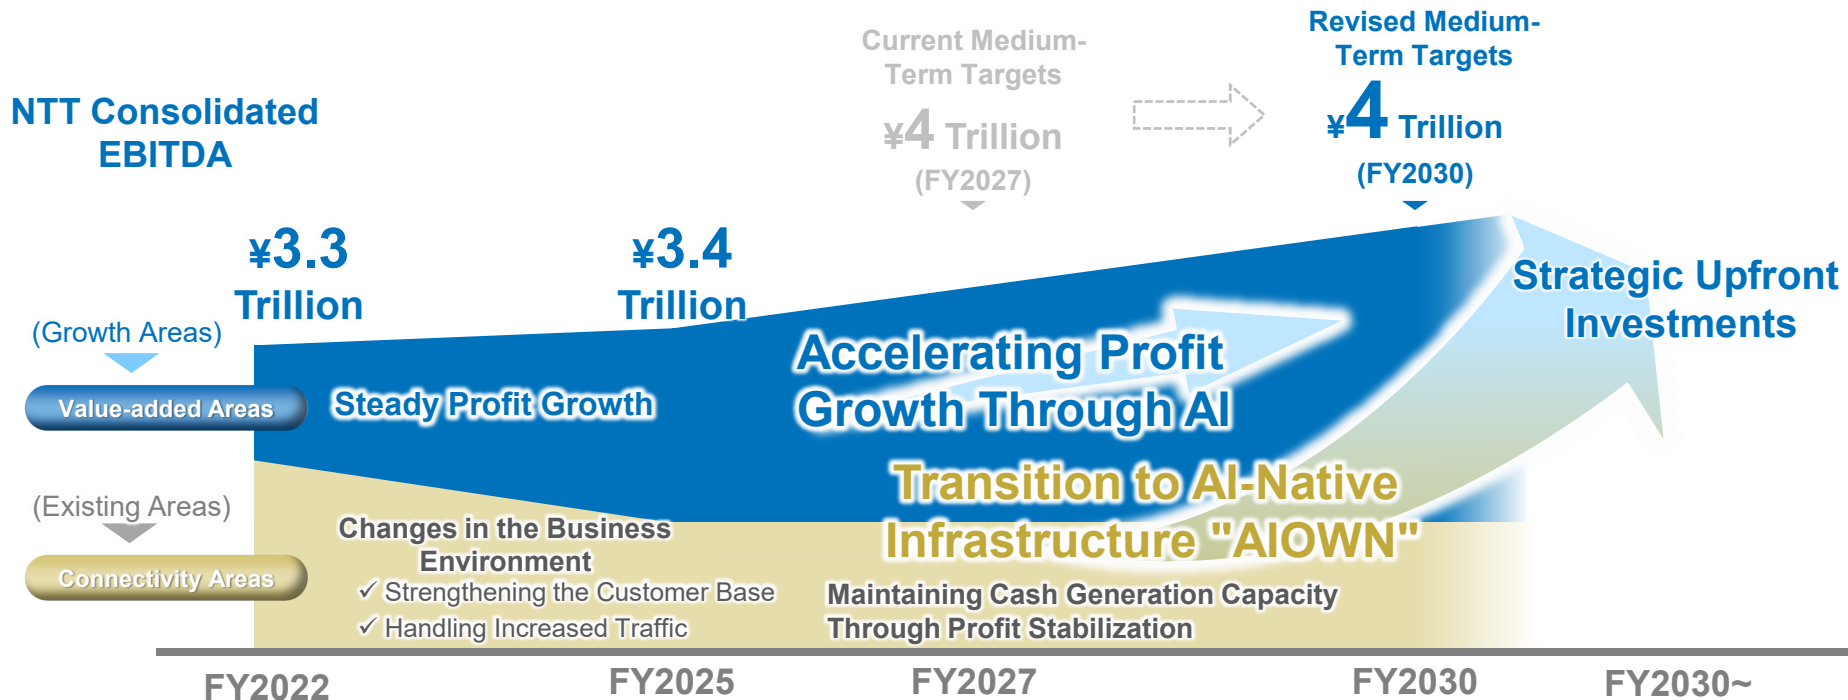 NTT Consolidated
EBITDA
Current Medium-
Term Targets
¥4 Trillion
(FY2027)
Revised Medium-
Term Targets
¥4 Trillion
(FY2030)
¥3.3
Trillion
¥3.4
Trillion
(Growth Areas)
Value-added Areas
Steady Profit Growth
Accelerating Profit
Growth Through AI
Strategic Upfront
Investments
(Existing Areas)
Connectivity Areas
Changes in the Business
Environment
✓ Strengthening the Customer Base
✓ Handling Increased Traffic
Transition to AI-Native
Infrastructure "AIOWN"
Maintaining Cash Generation Capacity
Through Profit Stabilization
FY2022
FY2025
FY2027
FY2030
FY2030~